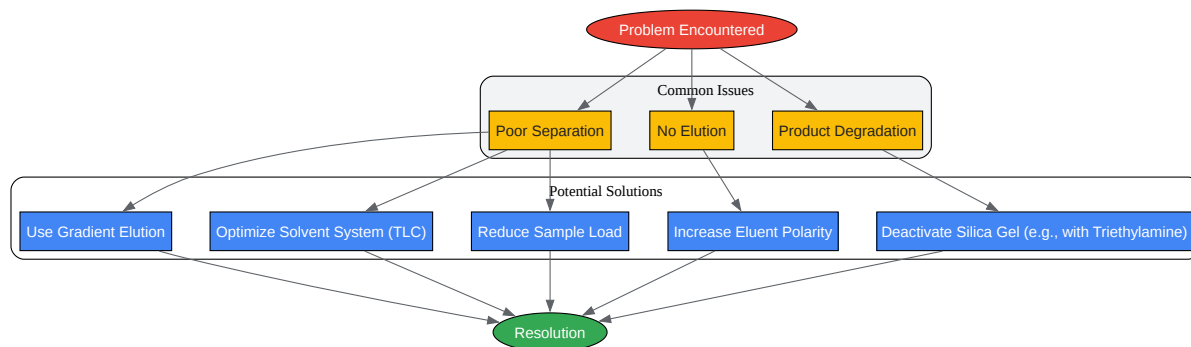 Problem Encountered
Common Issues
Poor Separation
No Elution
Product Degradation
Potential Solutions
Use Gradient Elution
Optimize Solvent System (TLC)
Reduce Sample Load
Increase Eluent Polarity
Deactivate Silica Gel (e.g., with Triethylamine)
Resolution